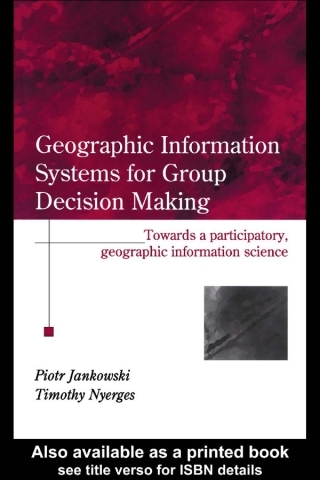 Geographic Information
Systems for Group
Decision Making
Towards a participatory,
geographic information science
Piotr Jankowski
Timothy Nyerges
Also available as a printed book
see title verso for ISBN details